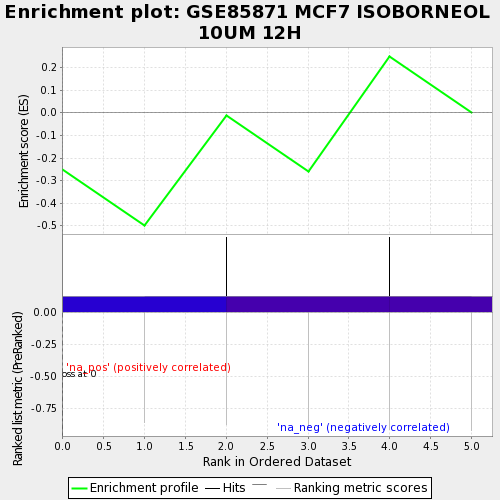 Enrichment plot: GSE85871 MCF7 ISOBORNEOL
10UM 12H
Enrichment score (ES)
0.2
0.1
0.0
-0.1
-0.2
-0.3
-0.4
-0.5
Ranked list metric (PreRanked)
0.00
-0.25
-0.50
-0.75
'na_pos' (positively correlated)
oss at 0
'na_neg' (negatively correlated)
0.0 0.5 1.0 1.5 2.0 2.5 3.0 3.5 4.0 4.5 5.0
Rank in Ordered Dataset
Enrichment profile Hits Ranking metric scores